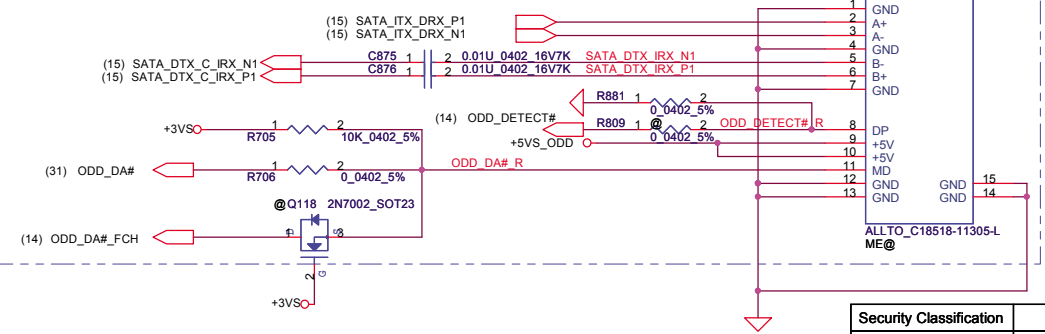 1 GND
(15) SATA_ITX_DRX_P1 2 A+
(15) SATA_ITX_DRX_N1 3 A-
4 GND
(15) SATA_DTX_C_IRX_N1 C875 1 2 0.01U_0402_16V7K SATA_DTX_IRX_N1 5 B-
(15) SATA_DTX_C_IRX_P1 C876 1 2 0.01U_0402_16V7K SATA_DTX_IRX_P1 6 B+
7 GND
R881 1 2
0_0402_5%
(14) ODD_DETECT# R809 1 @ 2 ODD_DETECT#_R 8 DP
0_0402_5%
+3VS 1 2
R705 10K_0402_5%
+5VS_ODD 9 +5V
10 +5V
(31) ODD_DA# 1 2 ODD_DA#_R 11 MD
R706 0_0402_5%
12 GND GND 15
13 GND GND 14
@Q118 2N7002_SOT23
(14) ODD_DA#_FCH 1 D S 3
2 G
+3VS
ALLTO_C18518-11305-L
ME@
Security Classification